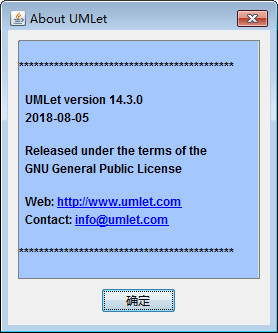 About UMLet
*******************************************
UMLet version 14.3.0
2018-08-05
Released under the terms of the
GNU General Public License
Web: http://www.umlet.com
Contact: info@umlet.com
*******************************************
确定